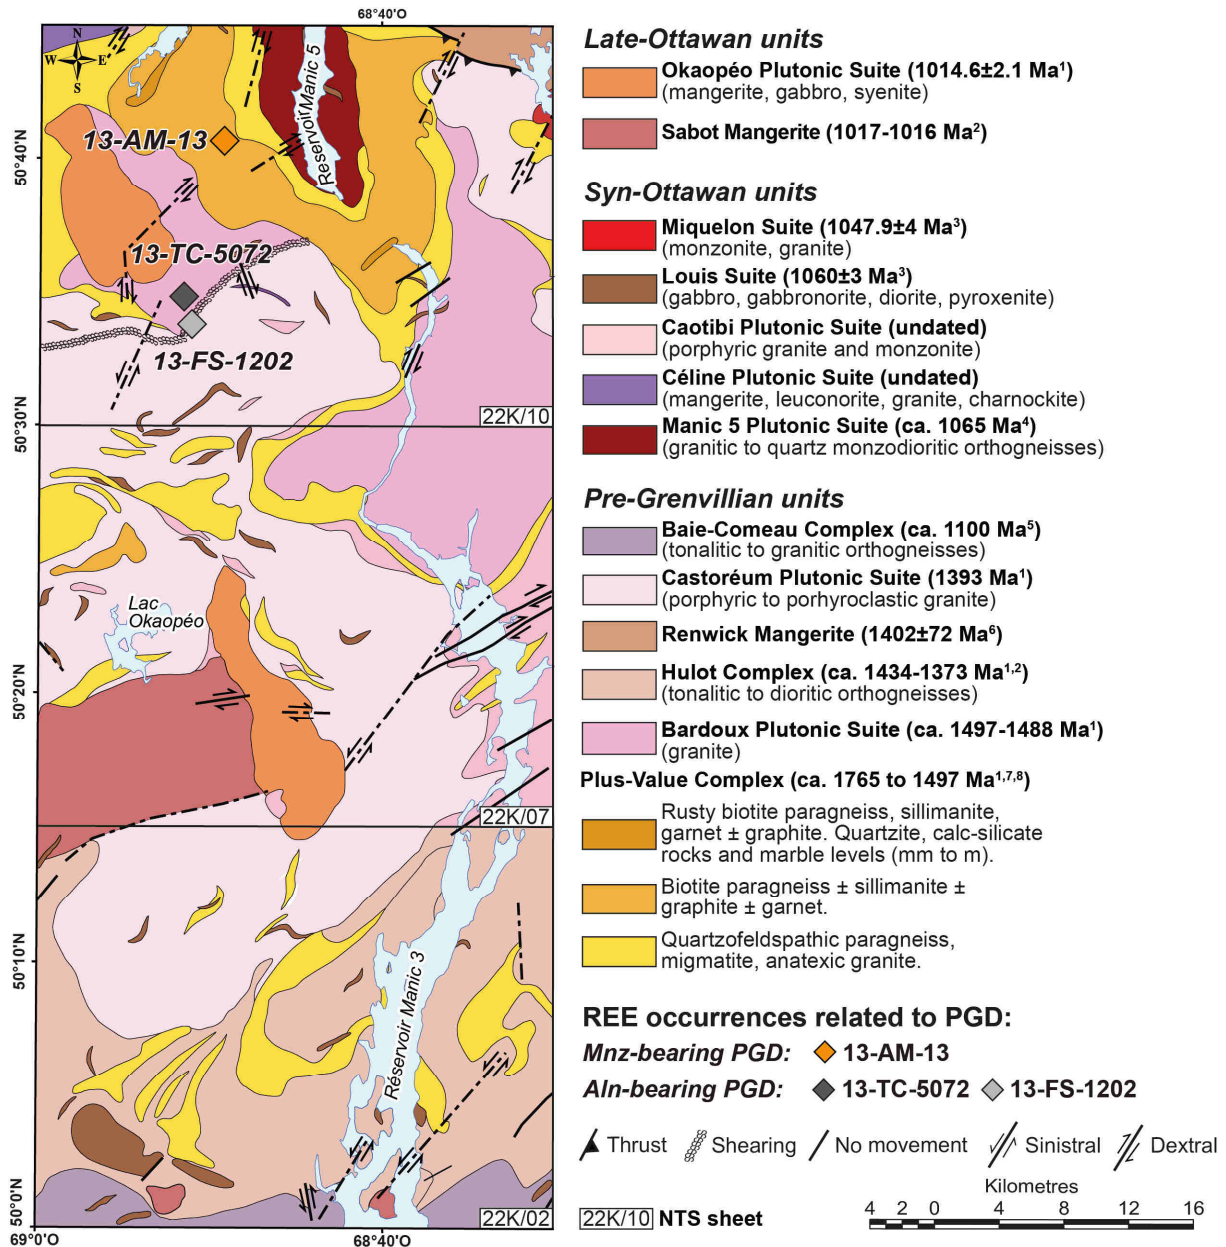 68°40'O
N
W E
S
Reservoir Manic 5
13-AM-13
50°40'N
13-TC-5072
13-FS-1202
22K/10
50°30'N
Lac
Okaopéo
50°20'N
22K/07
50°10'N
Réservoir Manic 3
50°0'N
22K/02
69°0'O
68°40'O
Late-Ottawan units
Okaopéo Plutonic Suite (1014.6±2.1 Ma¹)
(mangerite, gabbro, syenite)
Sabot Mangerite (1017-1016 Ma²)
Syn-Ottawan units
Miquelon Suite (1047.9±4 Ma³)
(monzonite, granite)
Louis Suite (1060±3 Ma³)
(gabbro, gabbronorite, diorite, pyroxenite)
Caotibi Plutonic Suite (undated)
(porphyric granite and monzonite)
Céline Plutonic Suite (undated)
(mangerite, leuconorite, granite, charnockite)
Manic 5 Plutonic Suite (ca. 1065 Ma⁴)
(granitic to quartz monzodioritic orthogneisses)
Pre-Grenvillian units
Baie-Comeau Complex (ca. 1100 Ma⁵)
(tonalitic to granitic orthogneisses)
Castoréum Plutonic Suite (1393 Ma¹)
(porphyric to porhyroclastic granite)
Renwick Mangerite (1402±72 Ma⁶)
Hulot Complex (ca. 1434-1373 Ma¹,²)
(tonalitic to dioritic orthogneisses)
Bardoux Plutonic Suite (ca. 1497-1488 Ma¹)
(granite)
Plus-Value Complex (ca. 1765 to 1497 Ma¹,⁷,⁸)
Rusty biotite paragneiss, sillimanite,
garnet ± graphite. Quartzite, calc-silicate
rocks and marble levels (mm to m).
Biotite paragneiss ± sillimanite ±
graphite ± garnet.
Quartzofeldspathic paragneiss,
migmatite, anatexic granite.
REE occurrences related to PGD:
Mnz-bearing PGD: 13-AM-13
Aln-bearing PGD: 13-TC-5072 13-FS-1202
Thrust Shearing No movement Sinistral Dextral
Kilometres
22K/10 NTS sheet
4 2 0 4 8 12 16